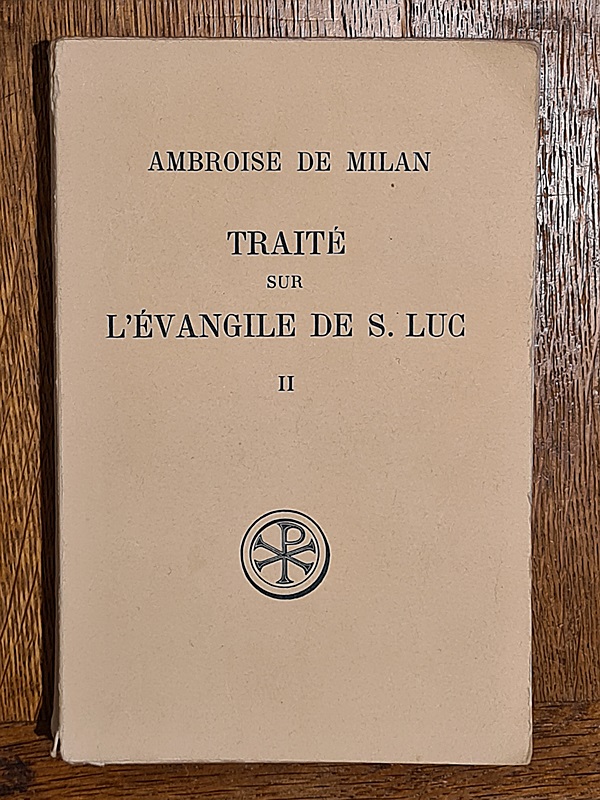 AMBROISE DE MILAN
TRAITÉ
SUR
L'ÉVANGILE DE S. LUC
II